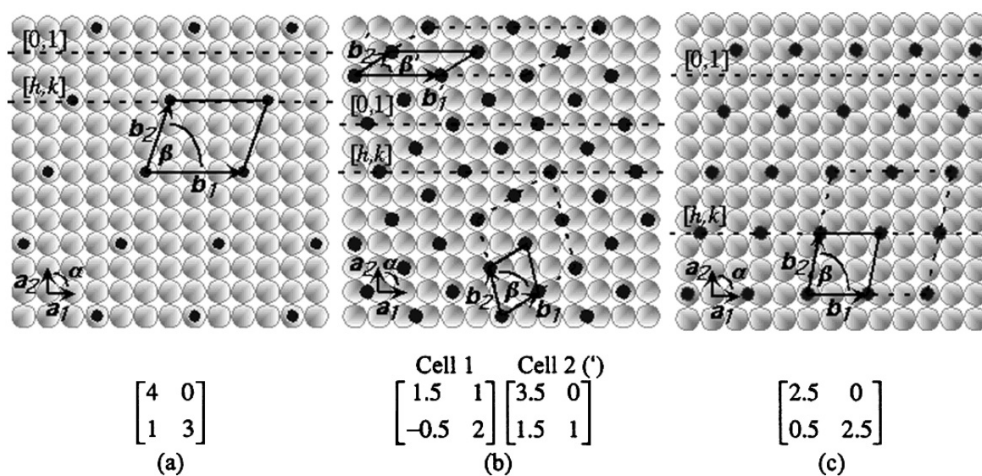 [0,1]
[h,k]
b2
β
b1
a2
α
a1
b2
β'
b'1
[0,1]
[h,k]
b2
β
b1
a2
α
a1
[0,1]
[h,k]
b2
β
b1
a2
α
a1
Cell 1 Cell 2 (‘)
4 0
1 3
1.5 1
–0.5 2
3.5 0
1.5 1
2.5 0
0.5 2.5
(a) (b) (c)